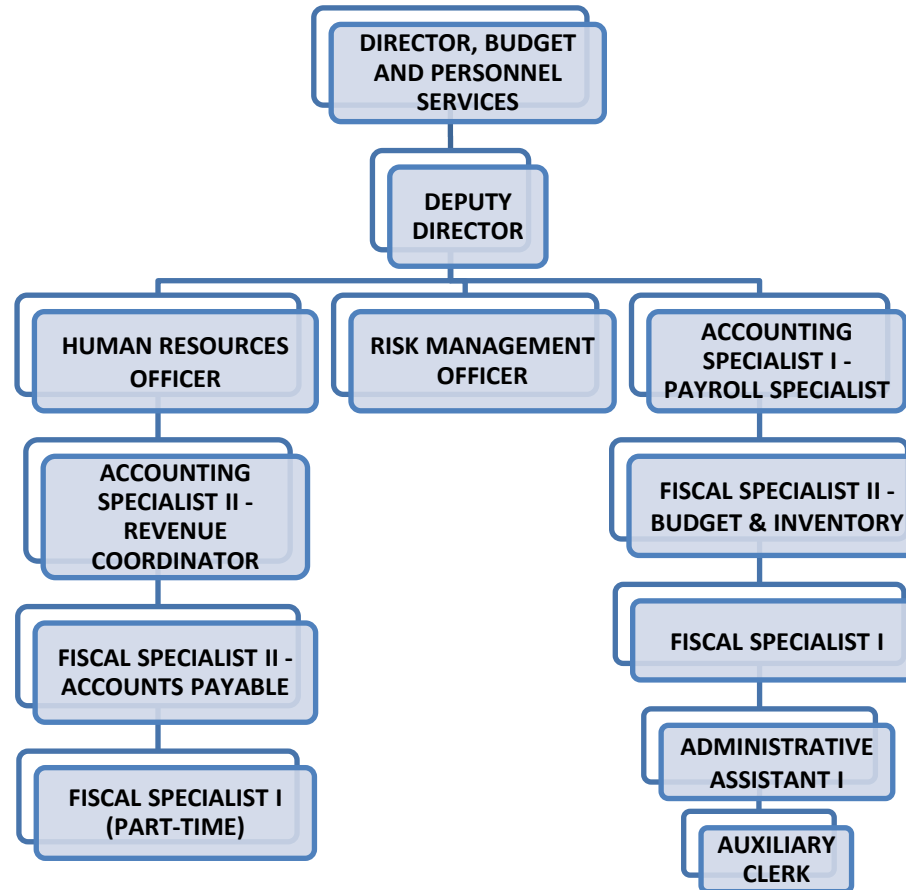 DIRECTOR, BUDGET
AND PERSONNEL
SERVICES
DEPUTY
DIRECTOR
HUMAN RESOURCES
OFFICER
RISK MANAGEMENT
OFFICER
ACCOUNTING
SPECIALIST I -
PAYROLL SPECIALIST
ACCOUNTING
SPECIALIST II -
REVENUE
COORDINATOR
FISCAL SPECIALIST II -
BUDGET & INVENTORY
FISCAL SPECIALIST II -
ACCOUNTS PAYABLE
FISCAL SPECIALIST I
FISCAL SPECIALIST I
(PART-TIME)
ADMINISTRATIVE
ASSISTANT I
AUXILIARY
CLERK